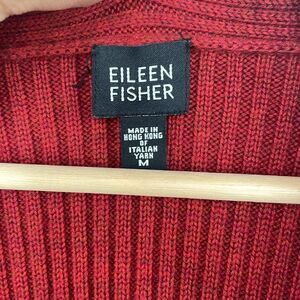 EILEEN
FISHER
MADE IN
HONG KONG
OF
ITALIAN
YARN
M